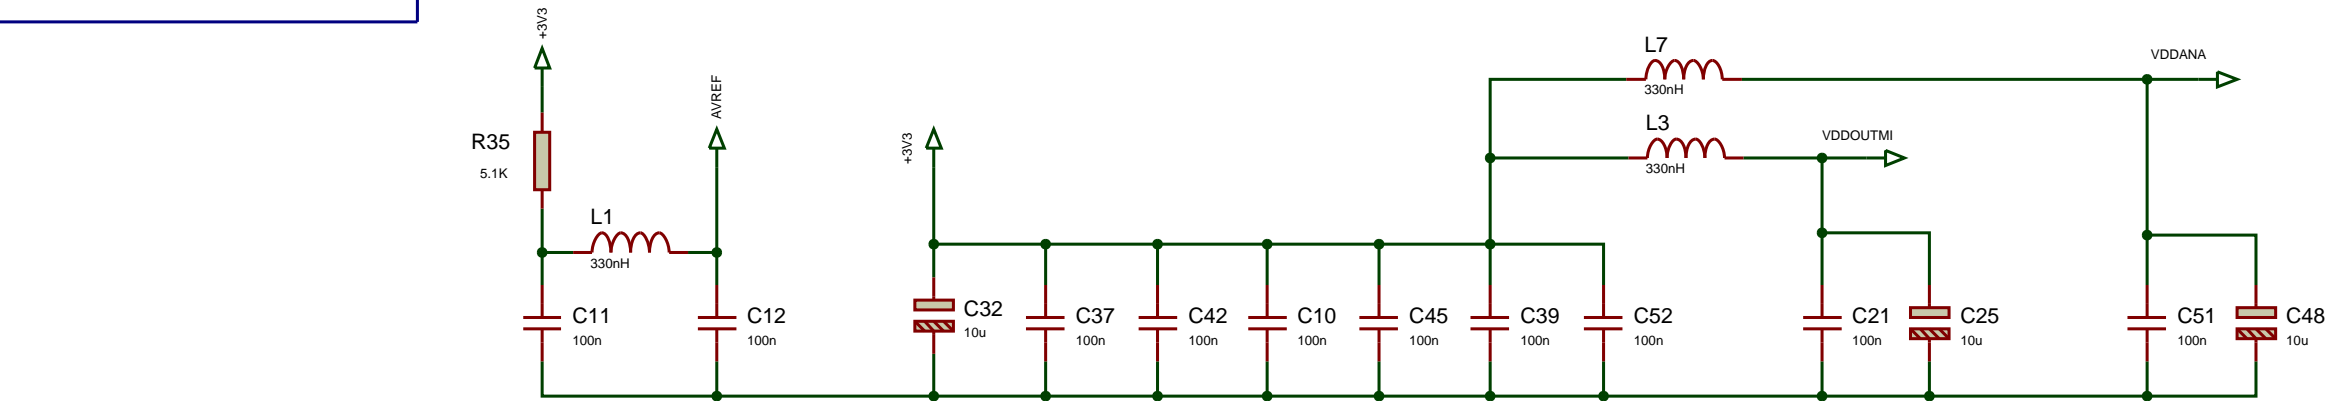 +3V3
R35
5.1K
L1
330nH
AVREF
C11
100n
C12
100n
+3V3
C32
10u
C37
100n
C42
100n
C10
100n
C45
100n
C39
100n
C52
100n
L7
330nH
L3
330nH
VDDOUTMI
VDDANA
C21
100n
C25
10u
C51
100n
C48
10u